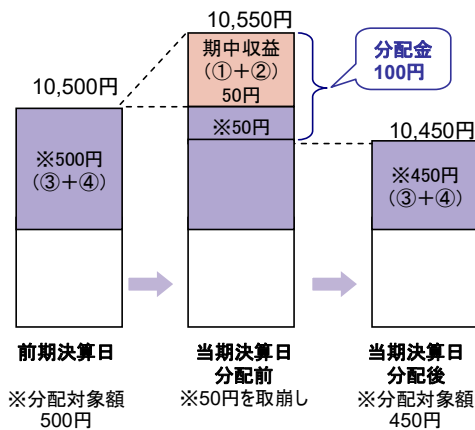 10,500円
※500円
（③＋④）
前期決算日
※分配対象額
500円
10,550円
期中収益
（①＋②）
50円
※50円
分配金
100円
当期決算日
分配前
※50円を取崩し
10,450円
※450円
（③＋④）
当期決算日
分配後
※分配対象額
450円